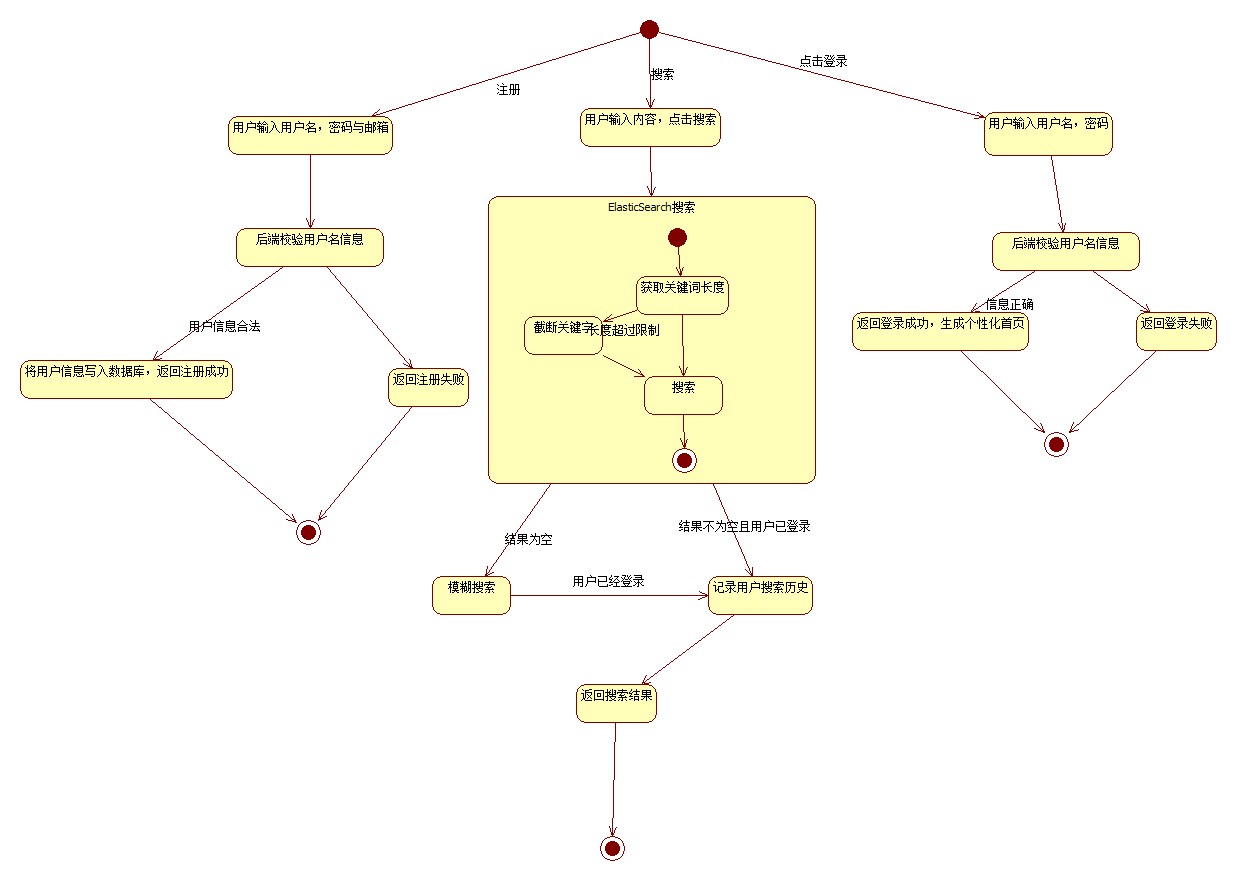 点击登录
搜索
注册
用户输入用户名，密码与邮箱
用户输入内容，点击搜索
用户输入用户名，密码
ElasticSearch搜索
后端校验用户名信息
后端校验用户名信息
获取关键词长度
信息正确
用户信息合法
截断关键字
长度超过限制
返回登录成功，生成个性化首页
返回登录失败
将用户信息写入数据库，返回注册成功
返回注册失败
搜索
结果不为空且用户已登录
结果为空
模糊搜索
用户已经登录
记录用户搜索历史
返回搜索结果